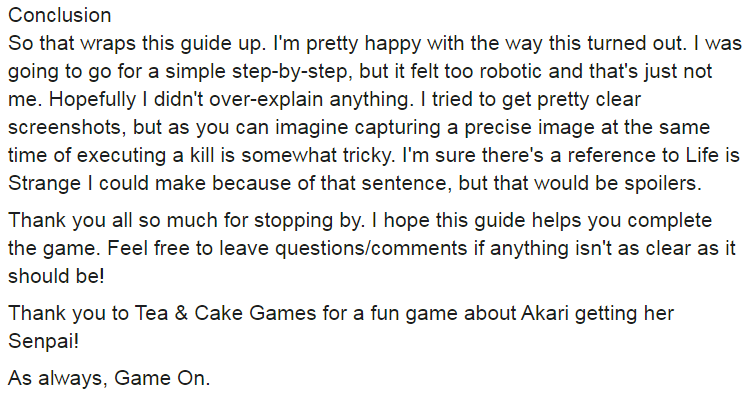 Conclusion
So that wraps this guide up. I'm pretty happy with the way this turned out. I was
going to go for a simple step-by-step, but it felt too robotic and that's just not
me. Hopefully I didn't over-explain anything. I tried to get pretty clear
screenshots, but as you can imagine capturing a precise image at the same
time of executing a kill is somewhat tricky. I'm sure there's a reference to Life is
Strange I could make because of that sentence, but that would be spoilers.
Thank you all so much for stopping by. I hope this guide helps you complete
the game. Feel free to leave questions/comments if anything isn't as clear as it
should be!
Thank you to Tea & Cake Games for a fun game about Akari getting her
Senpai!
As always, Game On.